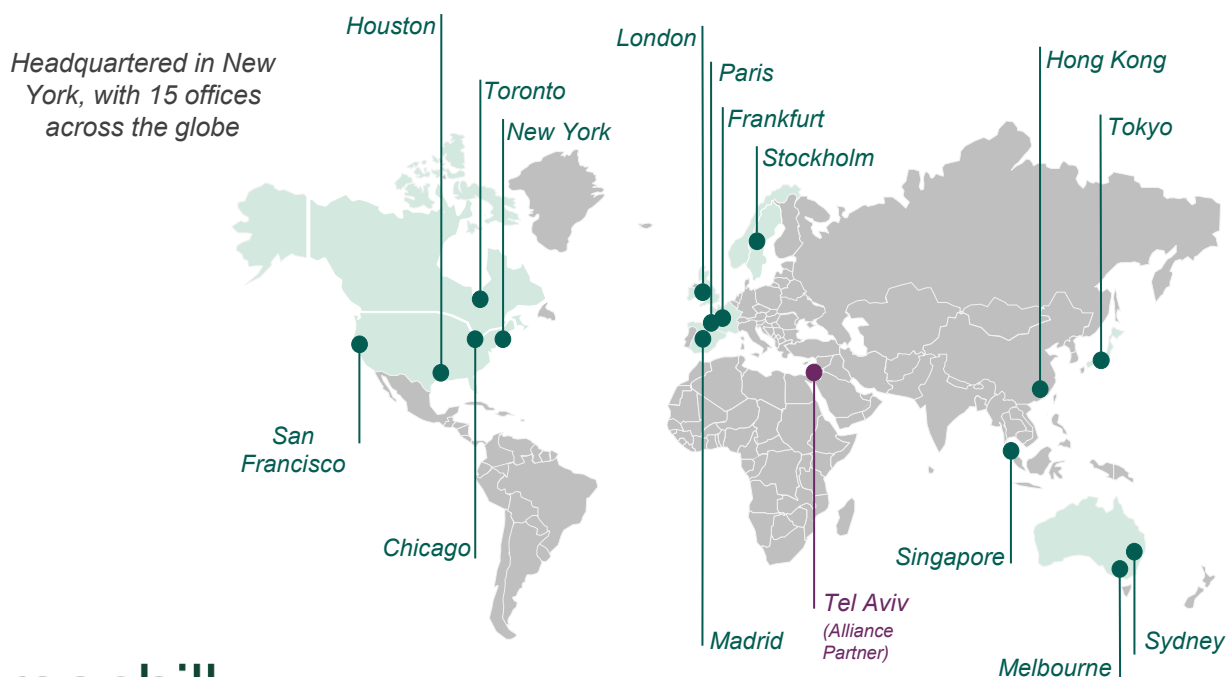 Headquartered in New
York, with 15 offices
across the globe
Houston
Toronto
New York
London
Paris
Frankfurt
Stockholm
Hong Kong
Tokyo
San
Francisco
Chicago
Madrid
Tel Aviv
(Alliance
Partner)
Singapore
Melbourne
Sydney